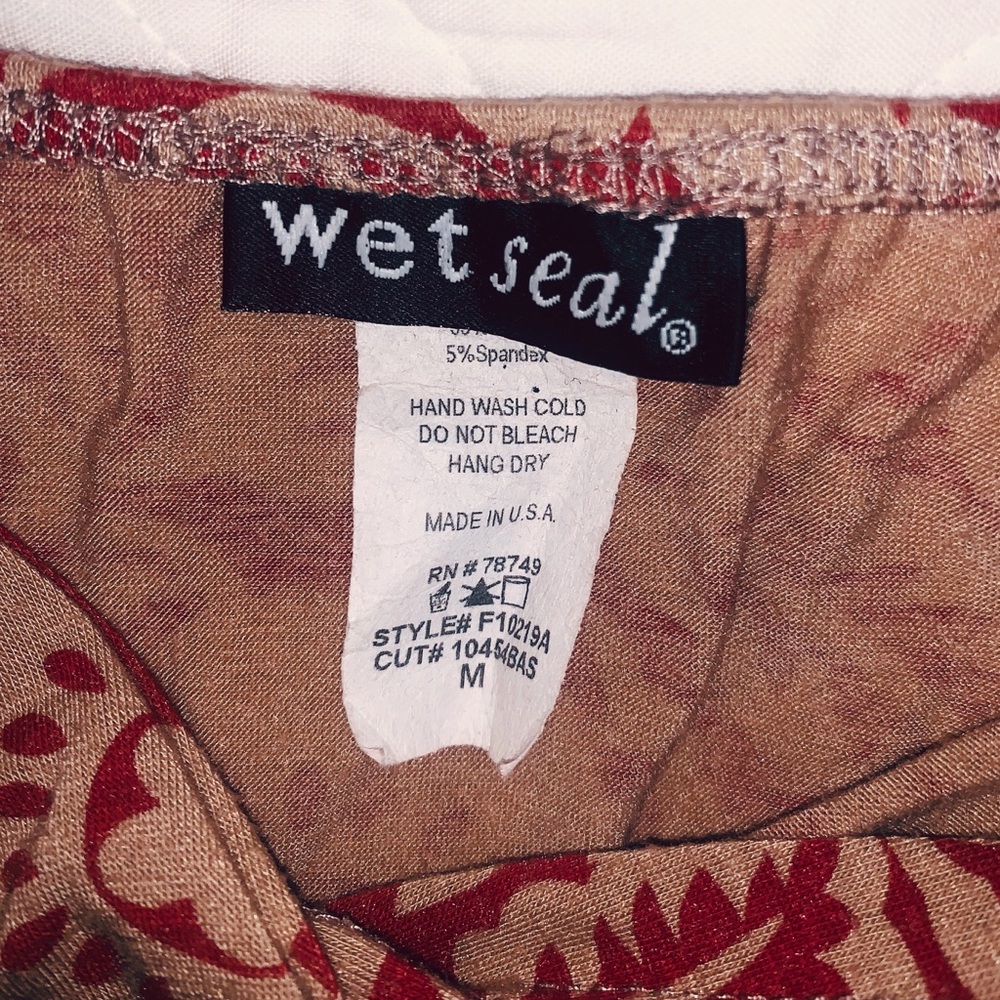 wet seal®
5%Spandex
HAND WASH COLD
DO NOT BLEACH
HANG DRY
MADE IN U.S.A.
RN # 78749
STYLE# F10219A
CUT# 10454BAS
M